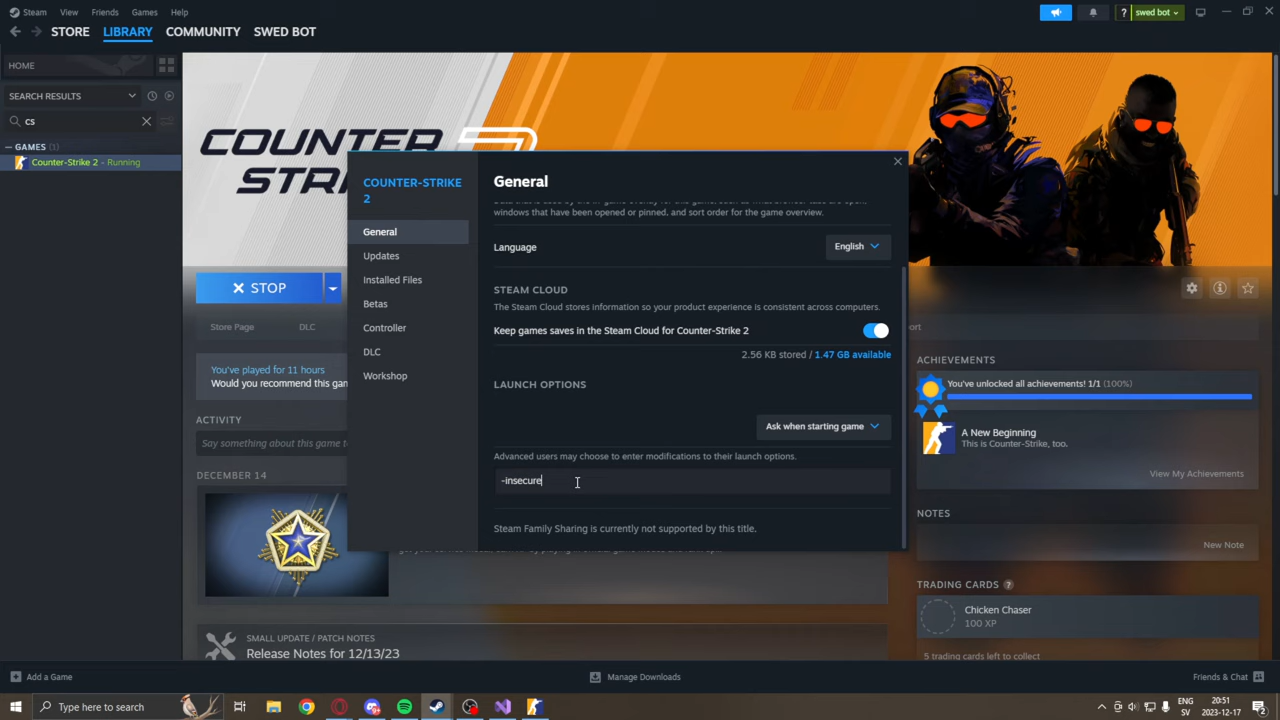 Steam View Friends Games Help
? swed bot
STORE LIBRARY COMMUNITY SWED BOT
HOME
SEARCH RESULTS
cs
GAMES (1)
Counter-Strike 2 - Running
COUNTER
STRI
COUNTER-STRIKE
2
General
Updates
Installed Files
Betas
Controller
DLC
Workshop
General
windows that have been opened or pinned, and sort order for the game overview.
Language English
STEAM CLOUD
The Steam Cloud stores information so your product experience is consistent across computers.
Keep games saves in the Steam Cloud for Counter-Strike 2
2.56 KB stored / 1.47 GB available
LAUNCH OPTIONS
Ask when starting game
Advanced users may choose to enter modifications to their launch options.
-insecure
Steam Family Sharing is currently not supported by this title.
STOP
Store Page DLC
ort
You've played for 11 hours
Would you recommend this gam
ACTIVITY
Say something about this game to
DECEMBER 14
SMALL UPDATE / PATCH NOTES
Release Notes for 12/13/23
ACHIEVEMENTS
You've unlocked all achievements! 1/1 (100%)
A New Beginning
This is Counter-Strike, too.
View My Achievements
NOTES
New Note
TRADING CARDS ?
Chicken Chaser
100 XP
5 trading cards left to collect
Add a Game
Manage Downloads
Friends & Chat
Type here to search
ENG
SV
20:51
2023-12-17
2